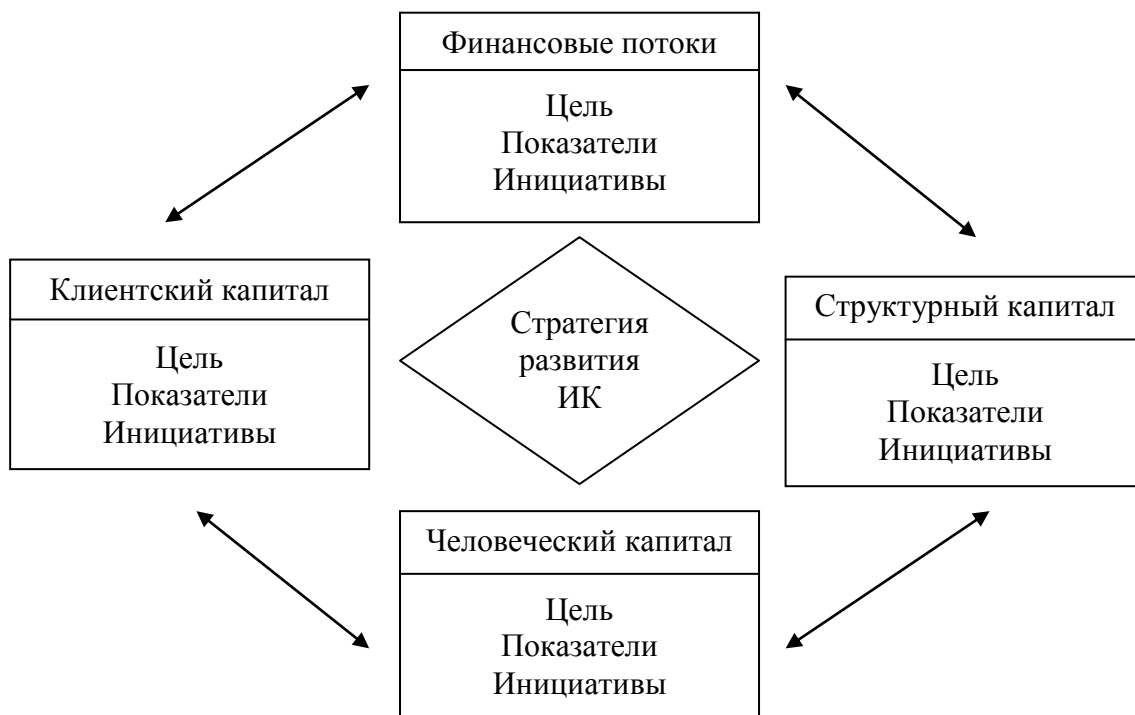 Финансовые потоки
Цель
Показатели
Инициативы
Клиентский капитал
Цель
Показатели
Инициативы
Стратегия
развития
ИК
Структурный капитал
Цель
Показатели
Инициативы
Человеческий капитал
Цель
Показатели
Инициативы